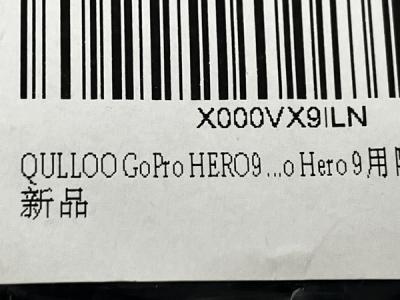 X000VX9ILN
QULLOO GoPro HERO9...o Hero 9用
新品